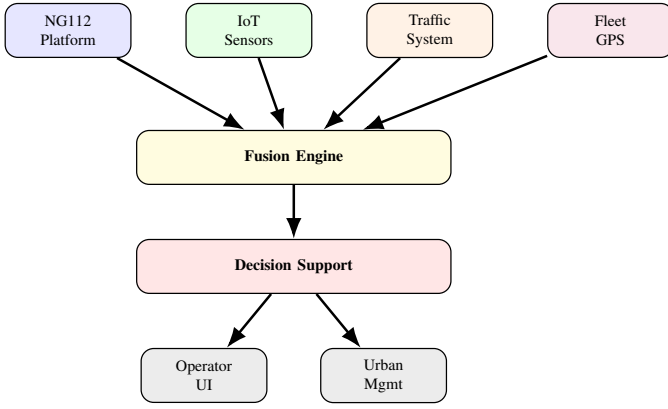 NG112
Platform
IoT
Sensors
Traffic
System
Fleet
GPS
Fusion Engine
Decision Support
Operator
UI
Urban
Mgmt